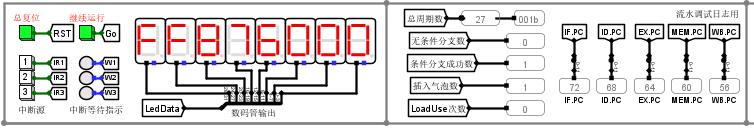 总复位
RST
继续运行
Go
1 IR1
2 IR2
3 IR3
W1
W2
W3
中断源
中断等待指示
FFB75000
LedData
数码管输出
总周期数 27 001b
无条件分支数 0
条件分支成功数 1
插入气泡数 1
LoadUse次数 0
流水调试日志用
IF.PC ID.PC EX.PC MEM.PC WB.PC
72 68 64 60 56
IF.PC ID.PC EX.PC MEM.PC WB.PC